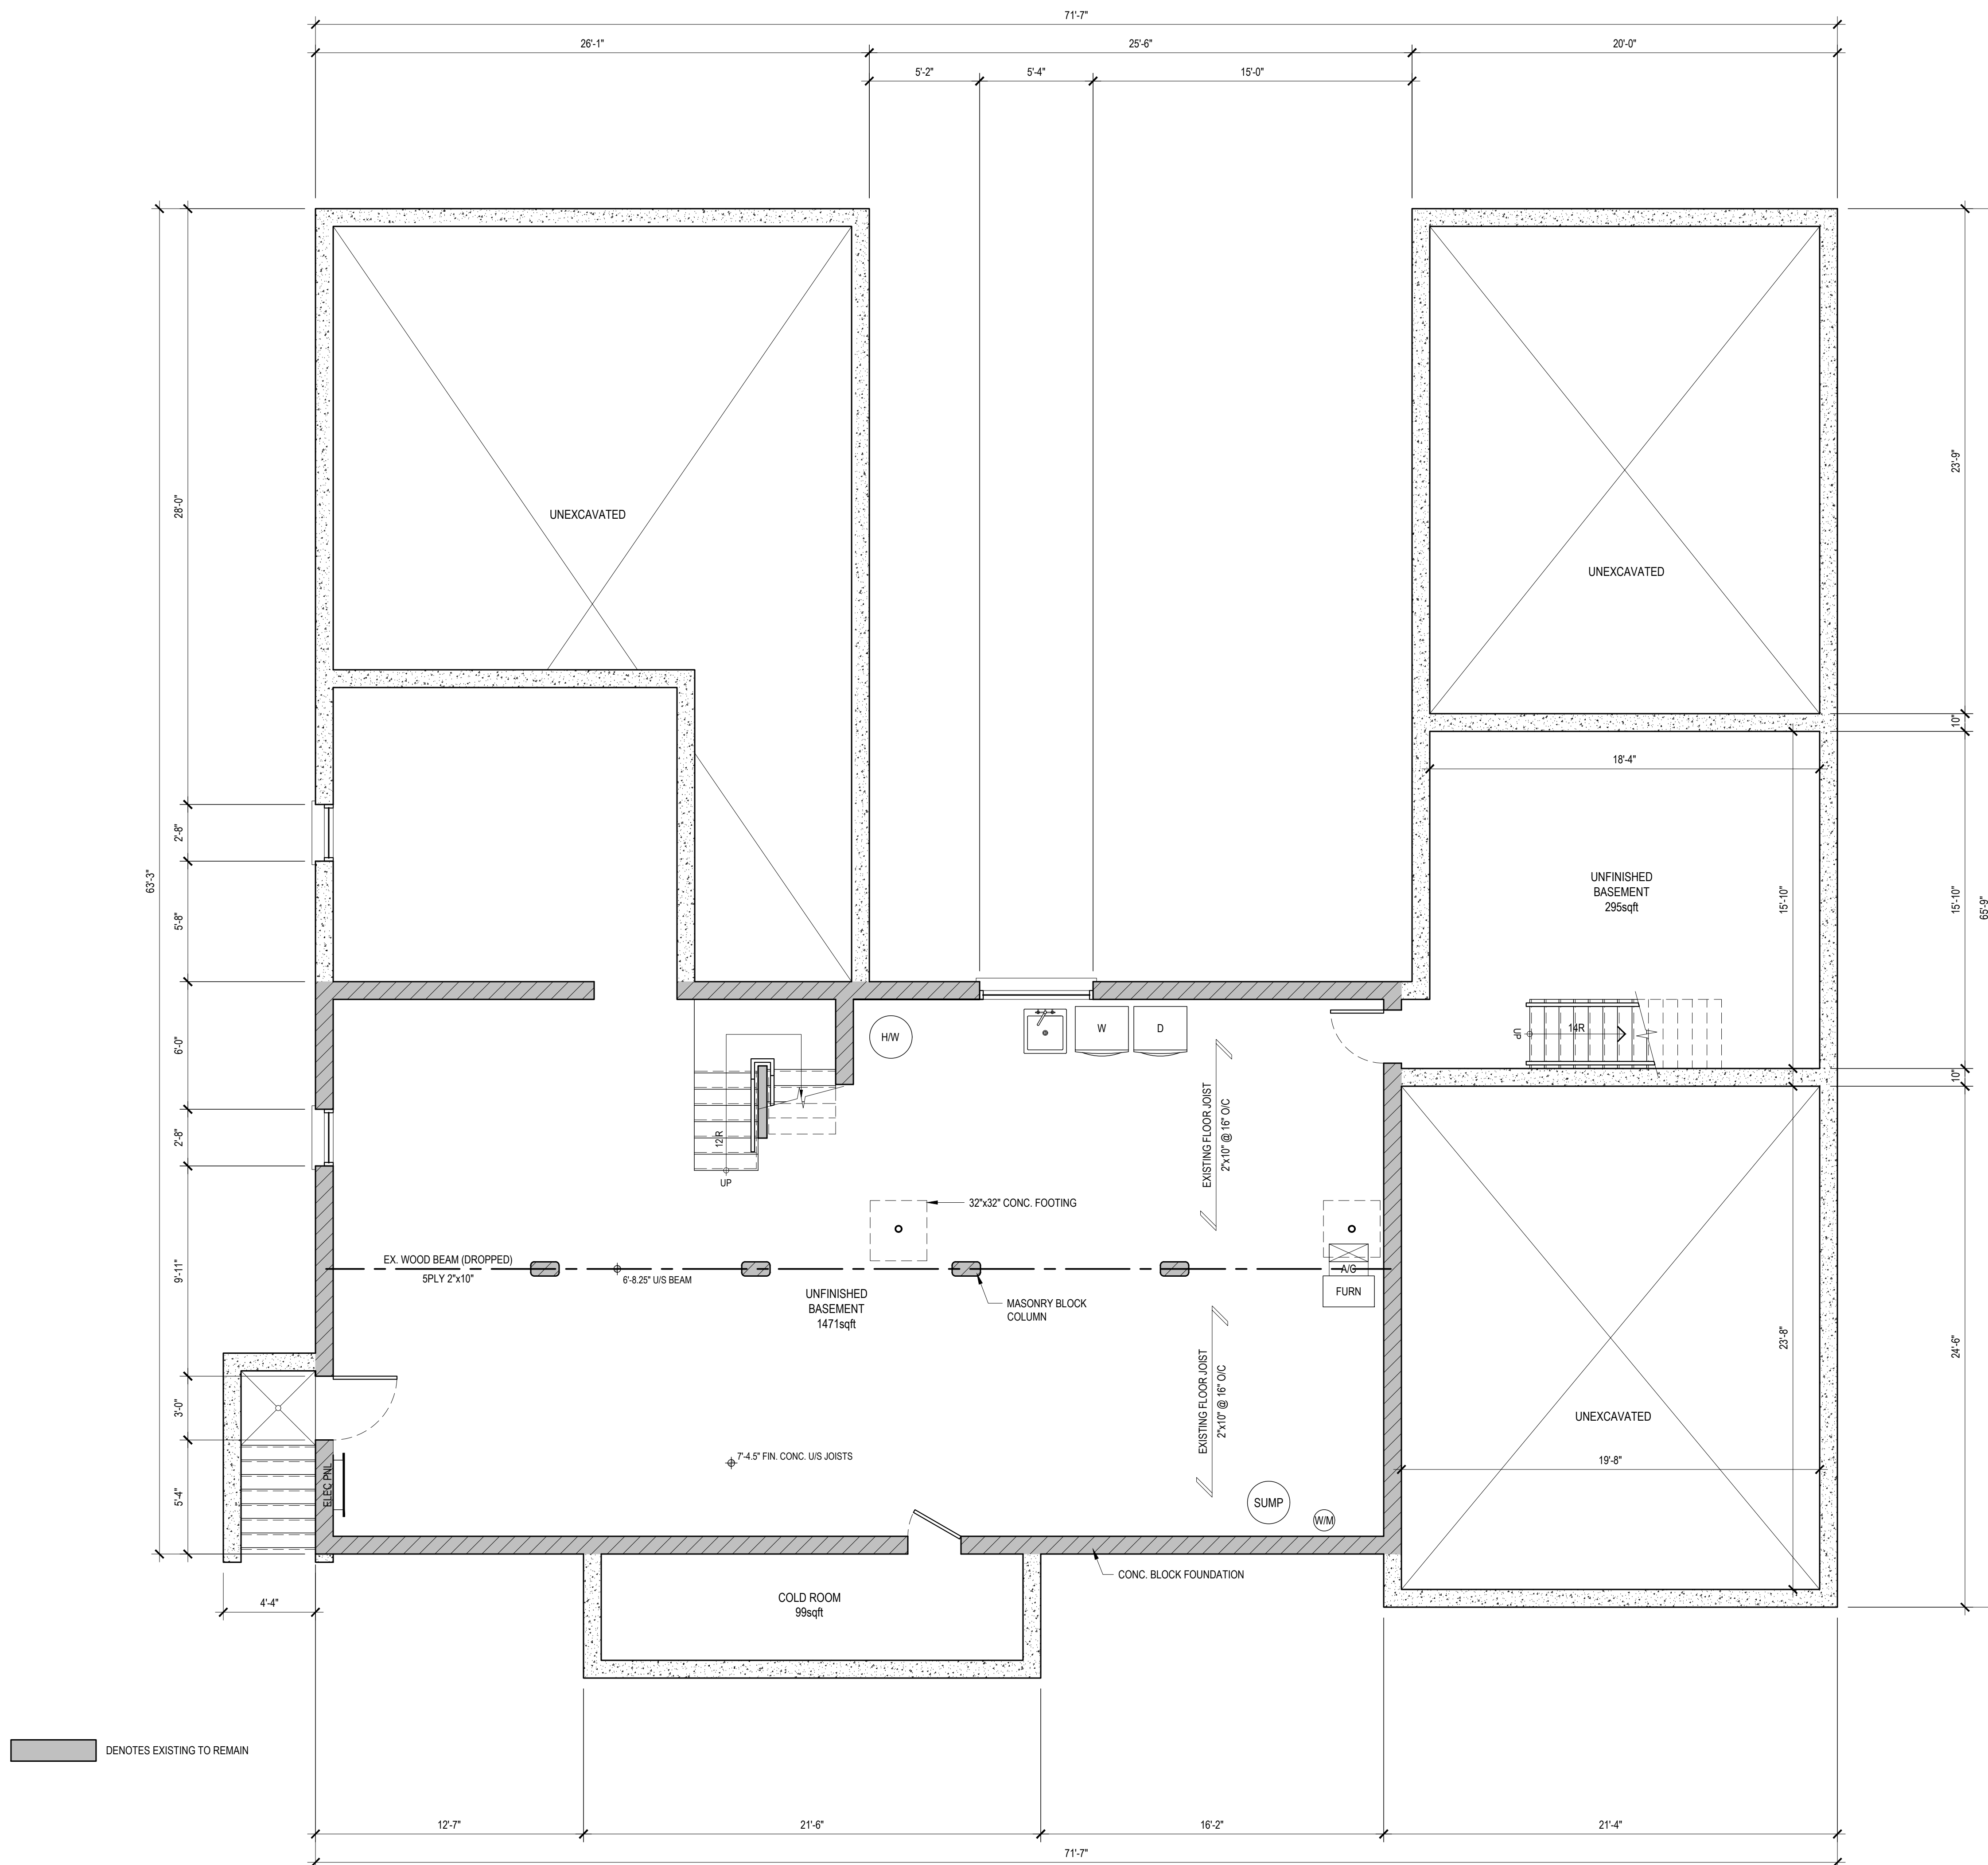 71'-7"
26'-1"
25'-6"
20'-0"
5'-2"
5'-4"
15'-0"
28'-0"
2'-8"
5'-8"
6'-0"
2'-8"
9'-11"
3'-0"
5'-4"
63'-3"
UNEXCAVATED
UNEXCAVATED
23'-9"
10"
15'-10"
10"
24'-6"
65'-9"
18'-4"
15'-10"
UNFINISHED
BASEMENT
295sqft
UP
14R
H/W
W
D
EXISTING FLOOR JOIST
2"x10" @ 16" O/C
12R
UP
32"x32" CONC. FOOTING
EX. WOOD BEAM (DROPPED)
5PLY 2"x10"
6'-8.25" U/S BEAM
A/C
FURN
UNFINISHED
BASEMENT
1471sqft
MASONRY BLOCK
COLUMN
EXISTING FLOOR JOIST
2"x10" @ 16" O/C
23'-8"
UNEXCAVATED
19'-8"
7'-4.5" FIN. CONC. U/S JOISTS
ELEC PNL
SUMP
W/M
CONC. BLOCK FOUNDATION
COLD ROOM
99sqft
4'-4"
DENOTES EXISTING TO REMAIN
12'-7"
21'-6"
16'-2"
21'-4"
71'-7"